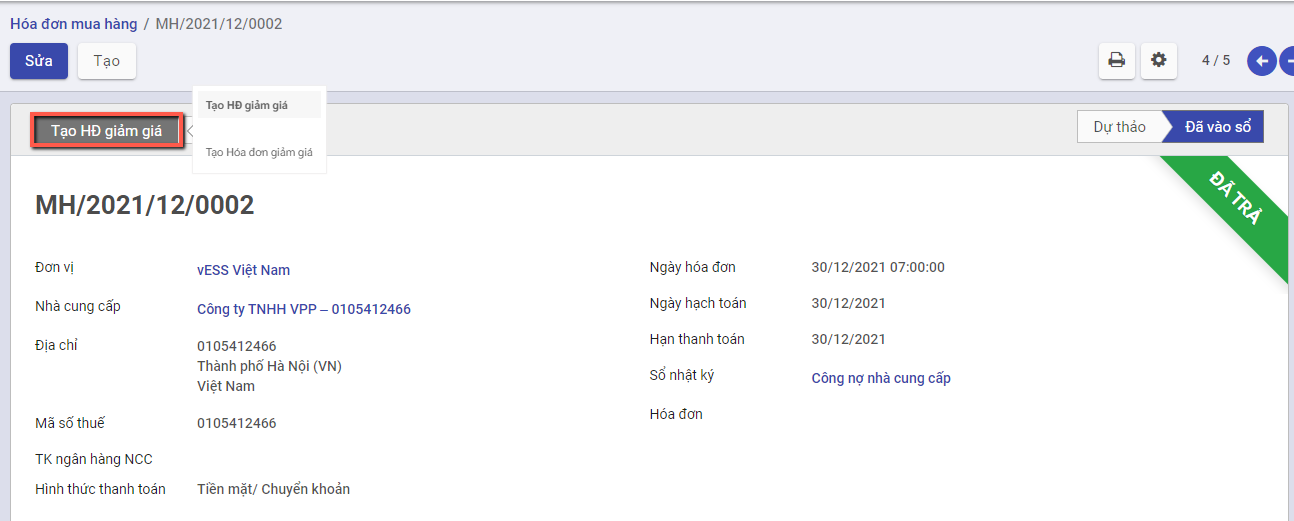 Hóa đơn mua hàng / MH/2021/12/0002
Sửa
Tạo
4 / 5
Tạo HĐ giảm giá
Tạo HĐ giảm giá
Tạo Hóa đơn giảm giá
Dự thảo
Đã vào sổ
ĐÃ TRẢ
MH/2021/12/0002
Đơn vị
vESS Việt Nam
Nhà cung cấp
Công ty TNHH VPP – 0105412466
Địa chỉ
0105412466
Thành phố Hà Nội (VN)
Việt Nam
Mã số thuế
0105412466
TK ngân hàng NCC
Hình thức thanh toán
Tiền mặt/ Chuyển khoản
Ngày hóa đơn
30/12/2021 07:00:00
Ngày hạch toán
30/12/2021
Hạn thanh toán
30/12/2021
Sổ nhật ký
Công nợ nhà cung cấp
Hóa đơn